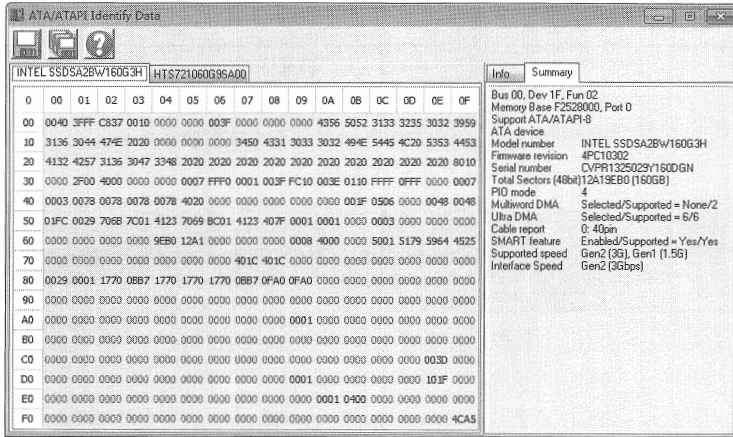 ATA/ATAPI Identify Data
INTEL SSDSA2BW160G3H HTS721060G9SA00
0 00 01 02 03 04 05 06 07 08 09 0A 0B 0C 0D 0E 0F
00 0040 3FFF C837 0010 0000 0000 003F 0000 0000 0000 4356 5052 3133 3235 3032 3959
10 3136 3044 474E 2020 0000 0000 0000 3450 4331 3033 3032 494E 5445 4C20 5353 4453
20 4132 4257 3136 3047 3348 2020 2020 2020 2020 2020 2020 2020 2020 2020 2020 8010
30 0000 2F00 4000 0000 0000 0007 FFF0 0001 003F FC10 003E 0110 FFFF 0FFF 0000 0007
40 0003 0078 0078 0078 0078 4020 0000 0000 0000 0000 0000 001F 0506 0000 0048 0048
50 01FC 0029 706B 7C01 4123 7069 BC01 4123 407F 0001 0001 0000 0003 0000 0000 0000
60 0000 0000 0000 0000 9EB0 12A1 0000 0000 0000 0008 4000 0000 5001 5179 5964 4525
70 0000 0000 0000 0000 0000 0000 0000 401C 401C 0000 0000 0000 0000 0000 0000 0000
80 0029 0001 1770 0BB7 1770 1770 1770 0BB7 0FA0 0FA0 0000 0000 0000 0000 0000 0000
90 0000 0000 0000 0000 0000 0000 0000 0000 0000 0000 0000 0000 0000 0000 0000 0000
A0 0000 0000 0000 0000 0000 0000 0000 0000 0000 0001 0000 0000 0000 0000 0000 0000
B0 0000 0000 0000 0000 0000 0000 0000 0000 0000 0000 0000 0000 0000 0000 0000 0000
C0 0000 0000 0000 0000 0000 0000 0000 0000 0000 0000 0000 0000 0000 0000 003D 0000
D0 0000 0000 0000 0000 0000 0000 0000 0000 0000 0001 0000 0000 0000 0000 101F 0000
E0 0000 0000 0000 0000 0000 0000 0000 0000 0000 0000 0001 0400 0000 0000 0000 0000
F0 0000 0000 0000 0000 0000 0000 0000 0000 0000 0000 0000 0000 0000 0000 0000 4CA5
Info Summary
Bus 00, Dev 1F, Fun 02
Memory Base F2528000, Port 0
Support ATA/ATAPI-8
ATA device
Model number INTEL SSDSA2BW160G3H
Firmware revision 4PC10302
Serial number CVPR1325029Y160DGN
Total Sectors (48bit)12A19EB0 (160GB)
PIO mode 4
Multiword DMA Selected/Supported = None/2
Ultra DMA Selected/Supported = 6/6
Cable report 0: 40pin
SMART feature Enabled/Supported = Yes/Yes
Supported speed Gen2 (3G), Gen1 (1.5G)
Interface Speed Gen2 (3Gbps)